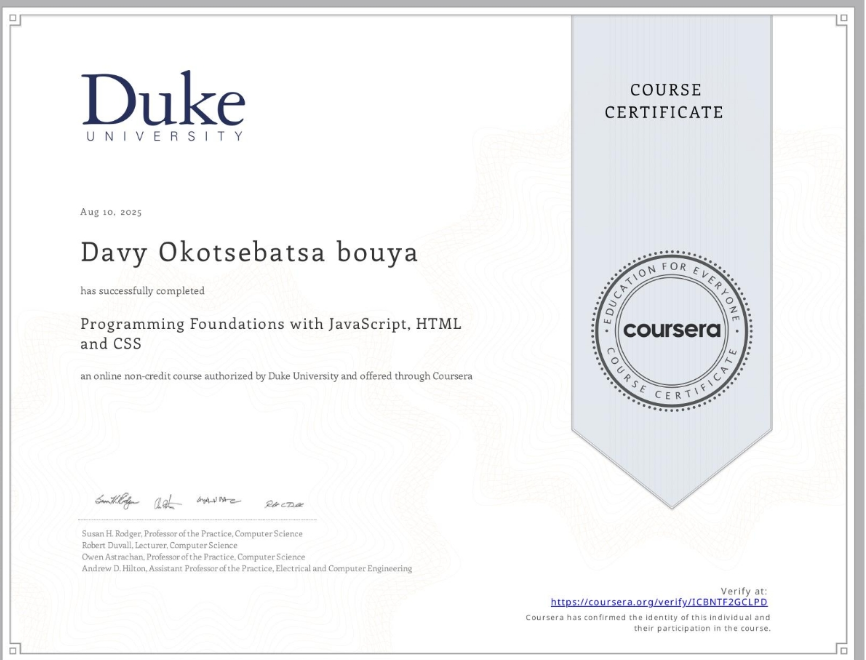 Duke
UNIVERSITY
COURSE
CERTIFICATE
Aug 10, 2025
Davy Okotsebatsa bouya
has successfully completed
Programming Foundations with JavaScript, HTML
and CSS
an online non-credit course authorized by Duke University and offered through Coursera
EDUCATION FOR EVERYONE
coursera
COURSE CERTIFICATE
Susan H. Rodger, Professor of the Practice, Computer Science
Robert Duvall, Lecturer, Computer Science
Owen Astrachan, Professor of the Practice, Computer Science
Andrew D. Hilton, Assistant Professor of the Practice, Electrical and Computer Engineering
Verify at:
https://coursera.org/verify/ICBNTF2GCLPD
Coursera has confirmed the identity of this individual and
their participation in the course.